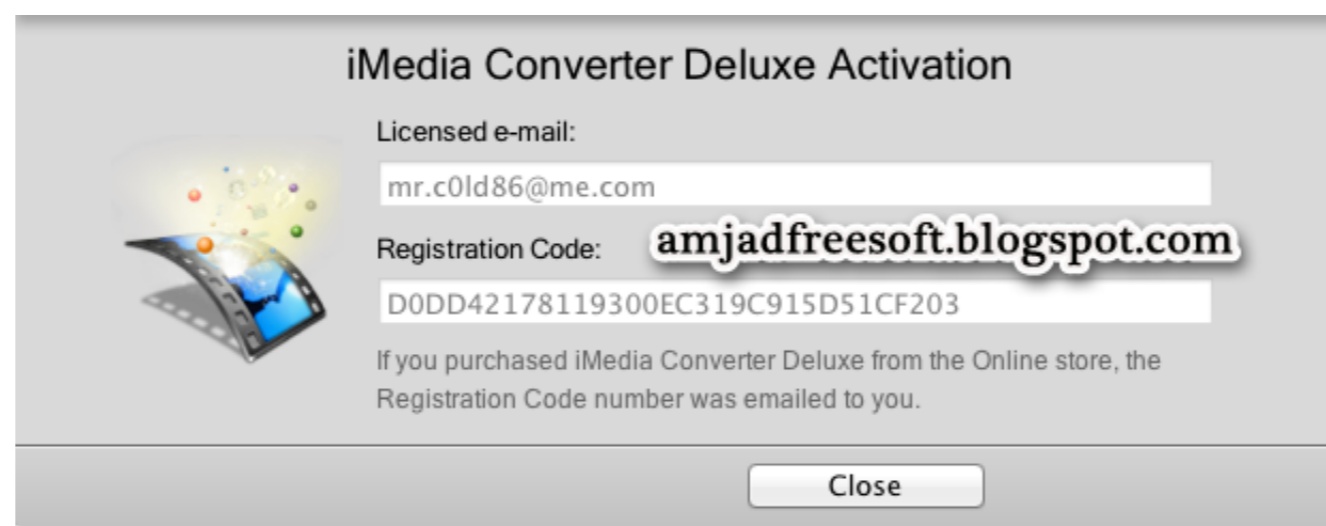 iMedia Converter Deluxe Activation
Licensed e-mail:
mr.c0ld86@me.com
amjadfreesoft.blogspot.com
Registration Code:
D0DD42178119300EC319C915D51CF203
If you purchased iMedia Converter Deluxe from the Online store, the
Registration Code number was emailed to you.
Close